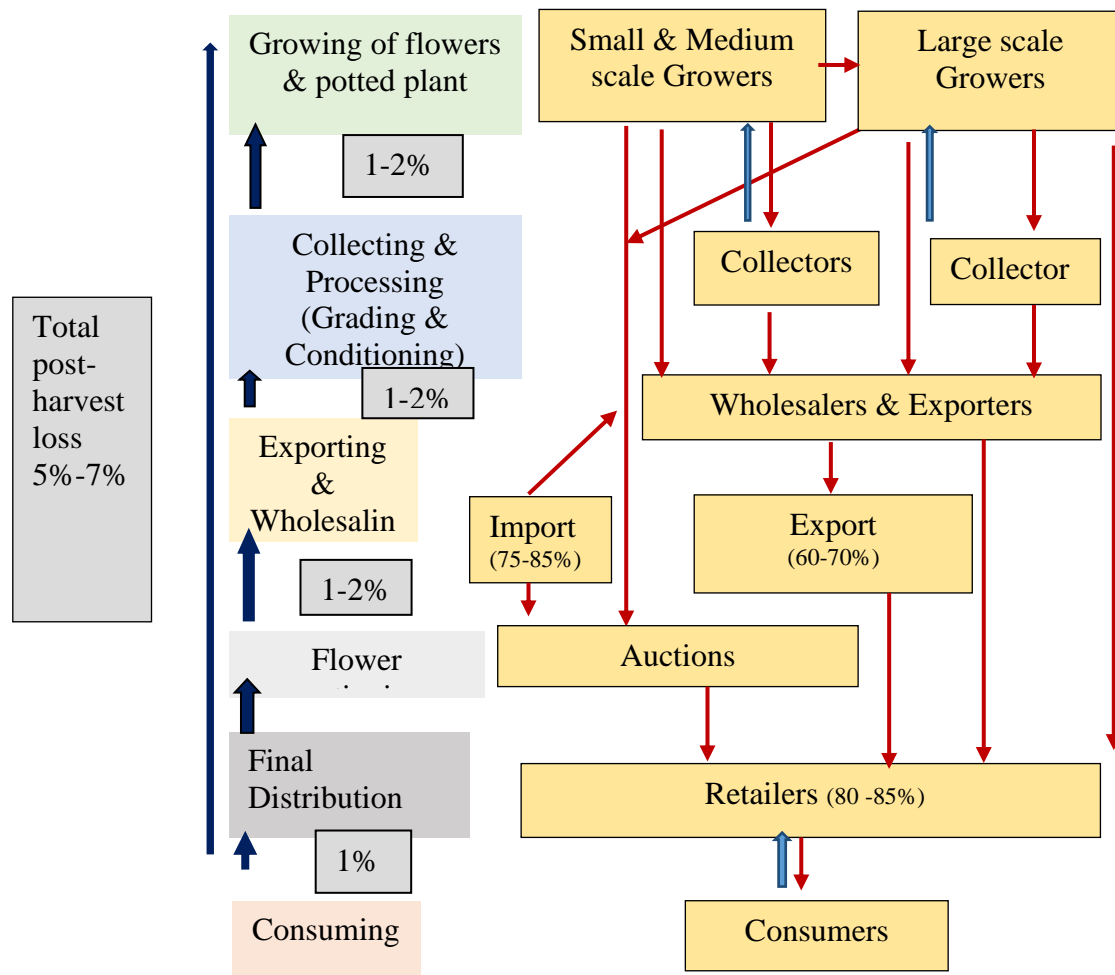 Growing of flowers
& potted plant
1-2%
Collecting &
Processing
(Grading &
Conditioning)
1-2%
Exporting
&
Wholesalin
1-2%
Flower
Final
Distribution
1%
Consuming
Total
post-
harvest
loss
5%-7%
Small & Medium
scale Growers
Large scale
Growers
Collectors
Collector
Wholesalers & Exporters
Import
(75-85%)
Export
(60-70%)
Auctions
Retailers (80 -85%)
Consumers